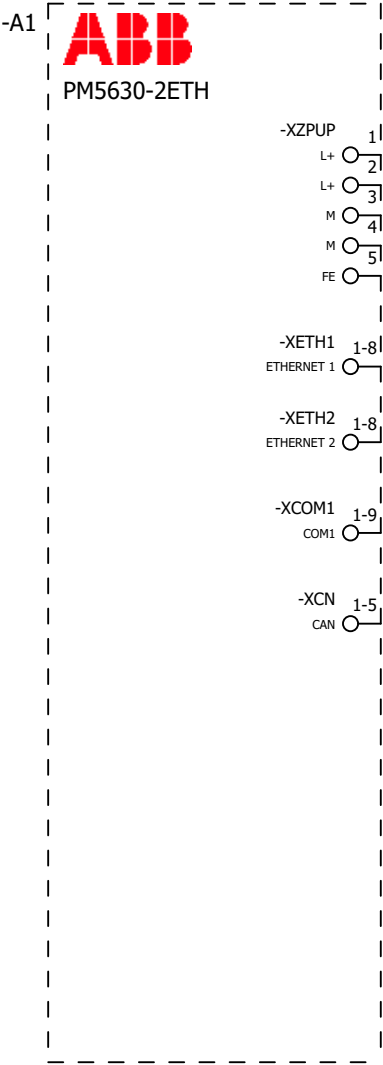 -A1
ABB
PM5630-2ETH
-XZPUP
1
L+
2
L+
3
M
4
M
5
FE
-XETH1
1-8
ETHERNET 1
-XETH2
1-8
ETHERNET 2
-XCOM1
1-9
COM1
-XCN
1-5
CAN